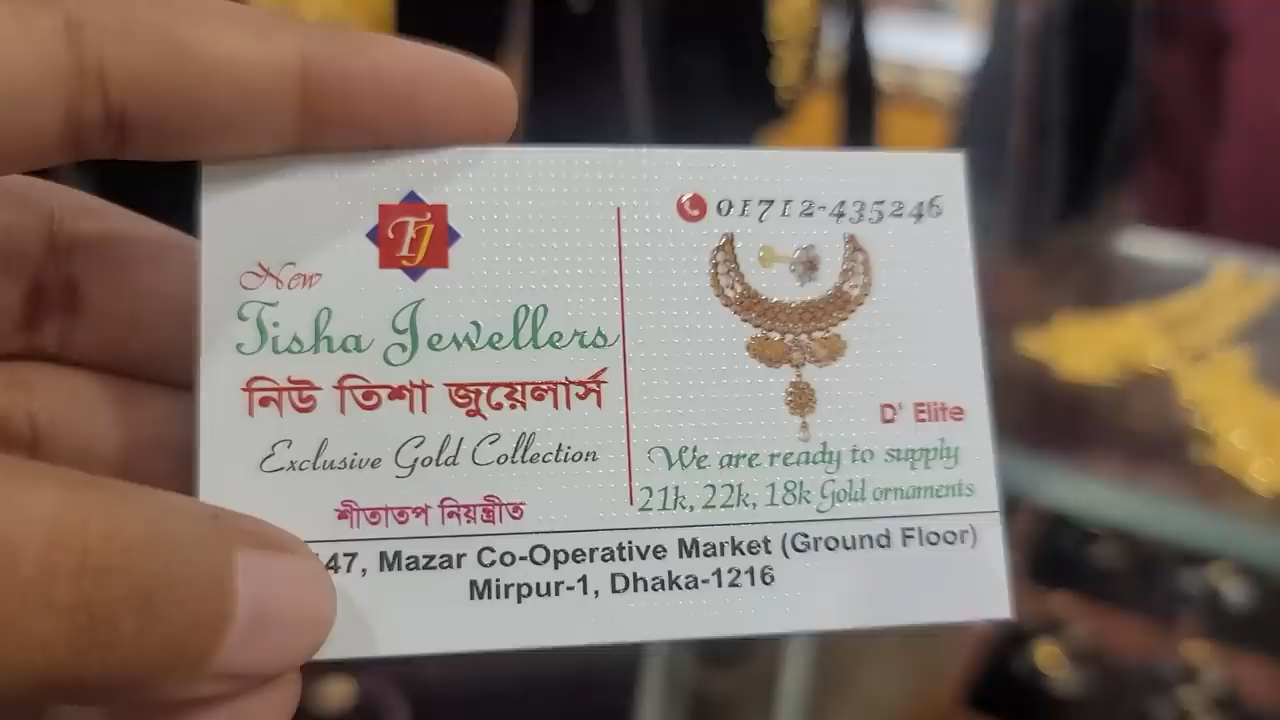 TJ
New
Tisha Jewellers
নিউ তিশা জুয়েলার্স
Exclusive Gold Collection
শীতাতপ নিয়ন্ত্রীত
01712-435246
D' Elite
We are ready to supply
21k, 22k, 18k Gold ornaments
47, Mazar Co-Operative Market (Ground Floor)
Mirpur-1, Dhaka-1216